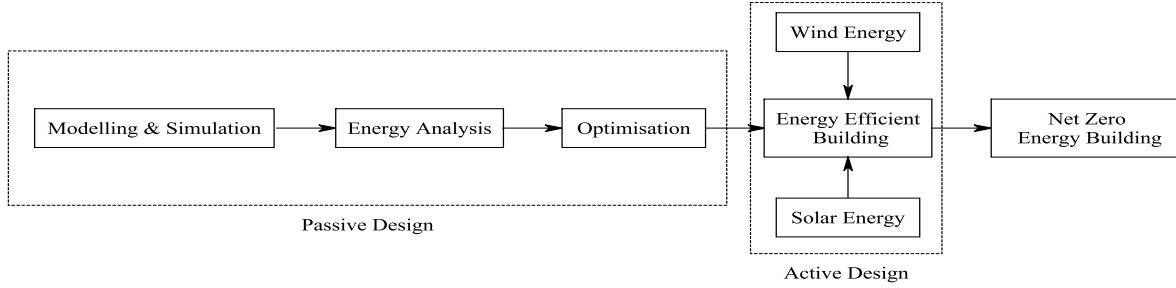 Wind Energy
Modelling & Simulation
Energy Analysis
Optimisation
Energy Efficient
Building
Net Zero
Energy Building
Solar Energy
Passive Design
Active Design